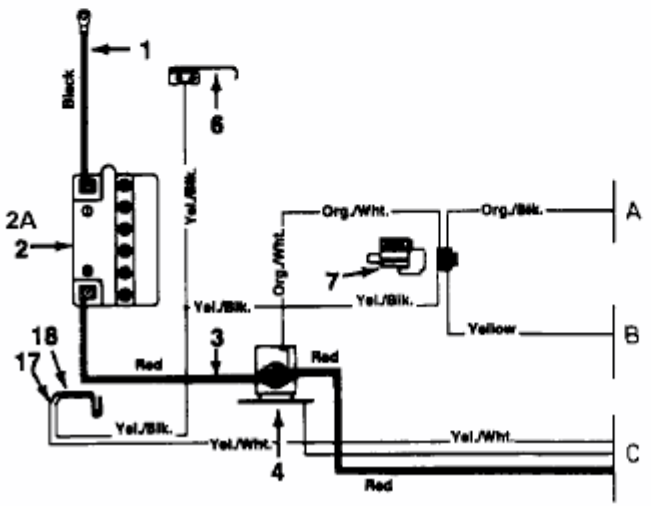 1
Black
6
Yel./Blk.
2A
2
Org./Wht.
Org./Blk.
A
Org./Wht.
7
Yel./Blk.
Yel./Blk.
Yellow
B
18
17
Red
3
Red
Yel./Blk.
Yel./Wht.
4
Yel./Wht.
C
Red